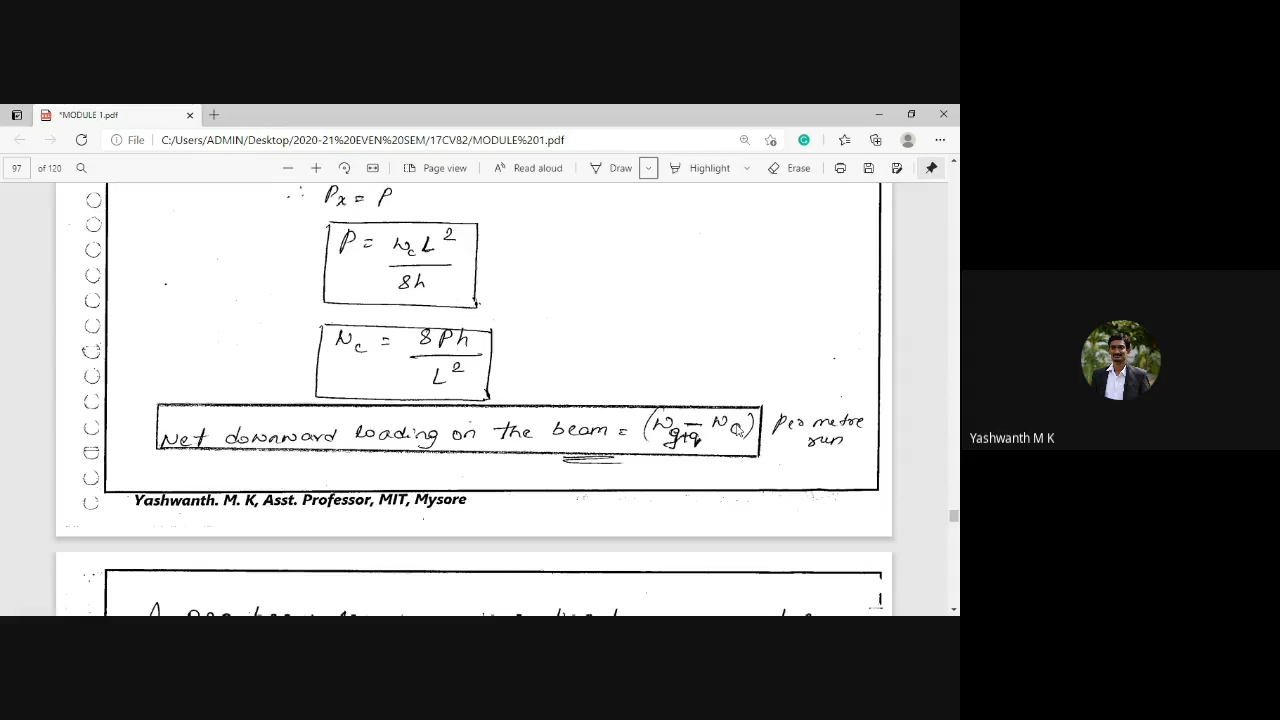 *MODULE 1.pdf
File C:/Users/ADMIN/Desktop/2020-21%20EVEN%20SEM/17CV82/MODULE%201.pdf
97 of 120 Page view Read aloud Draw Highlight Erase
∴ Px = P
P = wc L²
8h
Wc = 8Ph
L²
Net downward loading on the beam = (Wg+q − Wc) Per metre
run
Yashwanth. M. K, Asst. Professor, MIT, Mysore
Yashwanth M K